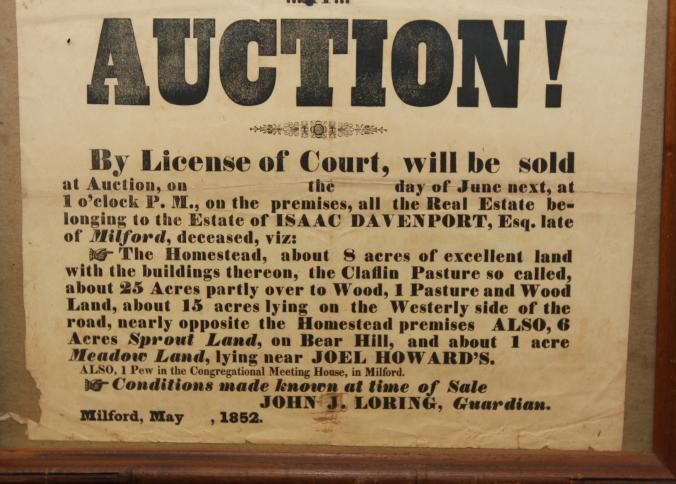 AUCTION!
By License of Court, will be sold
at Auction, on the day of June next, at
1 o'clock P. M., on the premises, all the Real Estate be-
longing to the Estate of ISAAC DAVENPORT, Esq. late
of Milford, deceased, viz:
☞ The Homestead, about 8 acres of excellent land
with the buildings thereon, the Claflin Pasture so called,
about 25 Acres partly over to Wood, 1 Pasture and Wood
Land, about 15 acres lying on the Westerly side of the
road, nearly opposite the Homestead premises ALSO, 6
Acres Sprout Land, on Bear Hill, and about 1 acre
Meadow Land, lying near JOEL HOWARD'S.
ALSO, 1 Pew in the Congregational Meeting House, in Milford.
☞ Conditions made known at time of Sale
JOHN J. LORING, Guardian.
Milford, May , 1852.